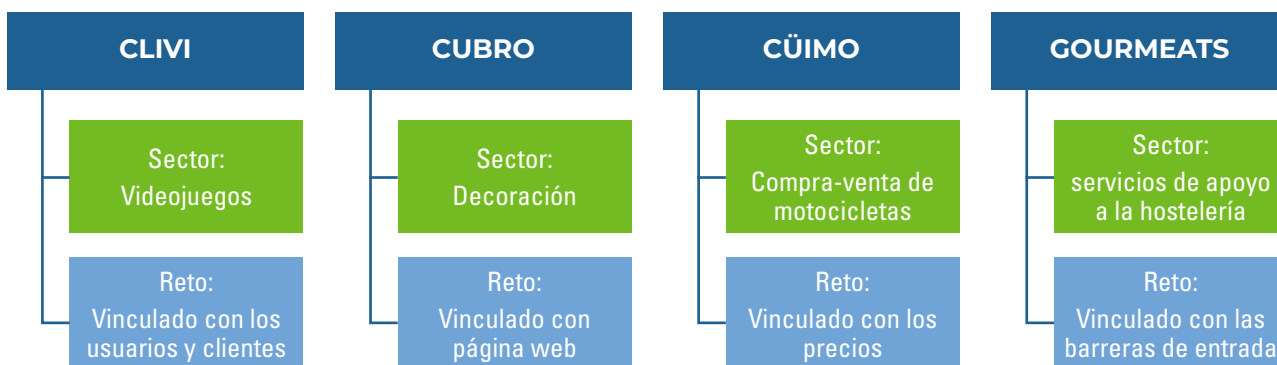 CLIVI
Sector:
Videojuegos
Reto:
Vinculado con los
usuarios y clientes
CUBRO
Sector:
Decoración
Reto:
Vinculado con
página web
CÜIMO
Sector:
Compra-venta de
motocicletas
Reto:
Vinculado con los
precios
GOURMEATS
Sector:
servicios de apoyo
a la hostelería
Reto:
Vinculado con las
barreras de entrada